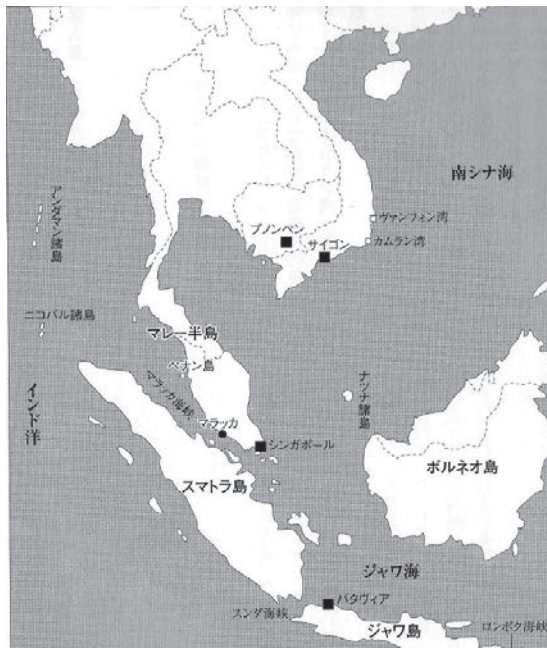 南シナ海
アンダマン諸島
ヴァンフォン湾
プノンペン
サイゴン
カムラン湾
ニコバル諸島
マレー半島
ペナン島
インド洋
マラッカ海峡
ナツナ諸島
マラッカ
シンガポール
ボルネオ島
スマトラ島
ジャワ海
バタヴィア
スンダ海峡
ジャワ島
ロンボク海峡